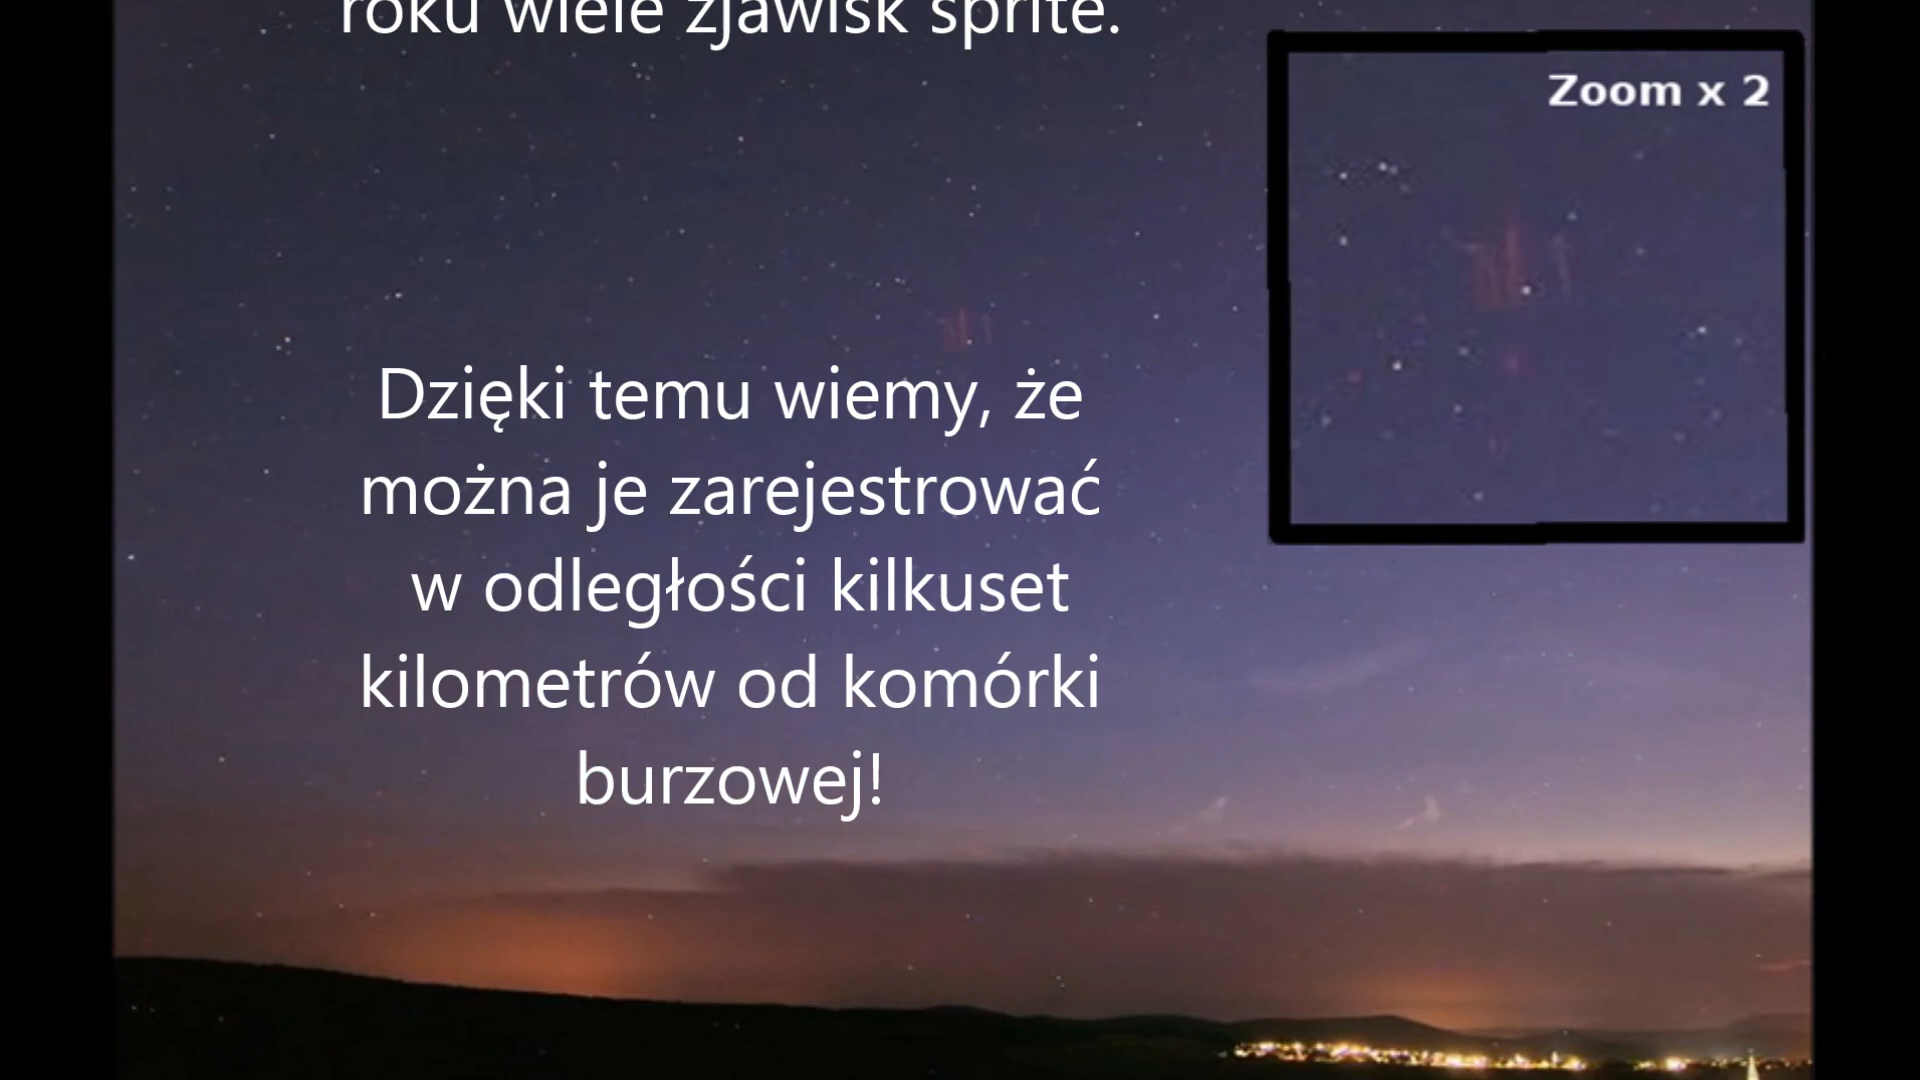 roku wiele zjawisk sprite.
Zoom x 2
Dzięki temu wiemy, że
można je zarejestrować
w odległości kilkuset
kilometrów od komórki
burzowej!